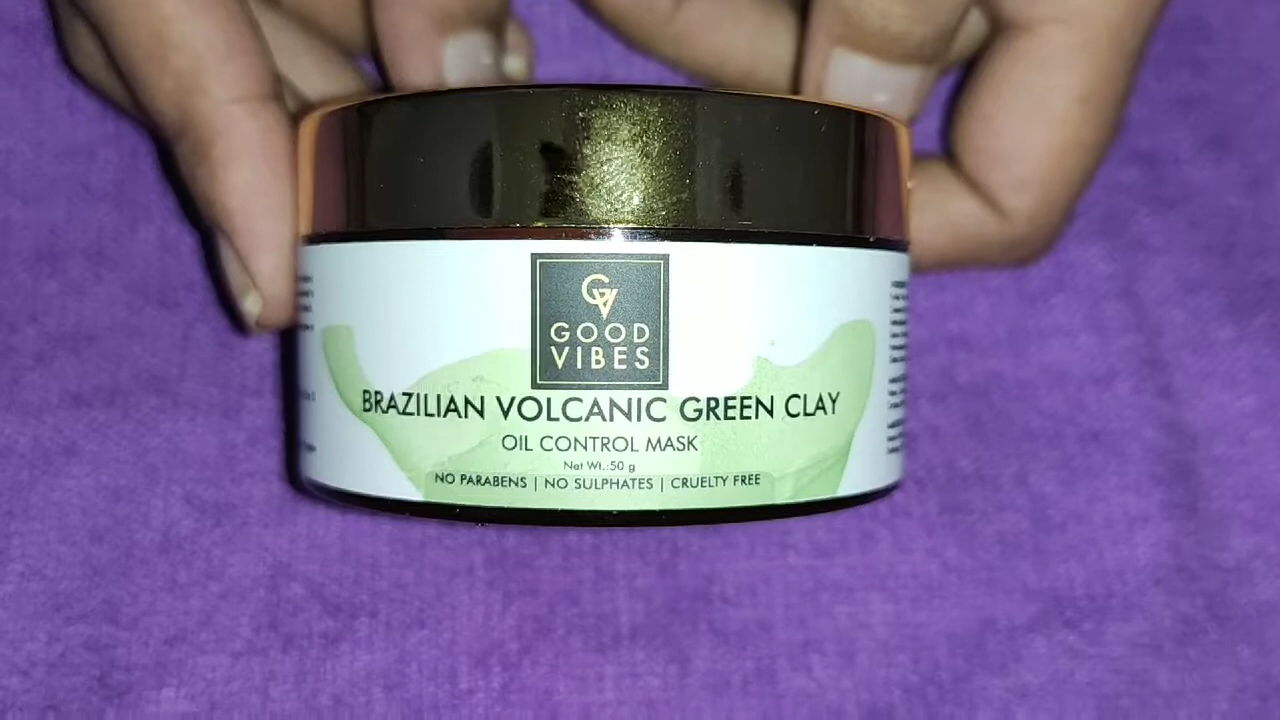 GV
GOOD
VIBES
BRAZILIAN VOLCANIC GREEN CLAY
OIL CONTROL MASK
Net Wt.:50 g
NO PARABENS | NO SULPHATES | CRUELTY FREE